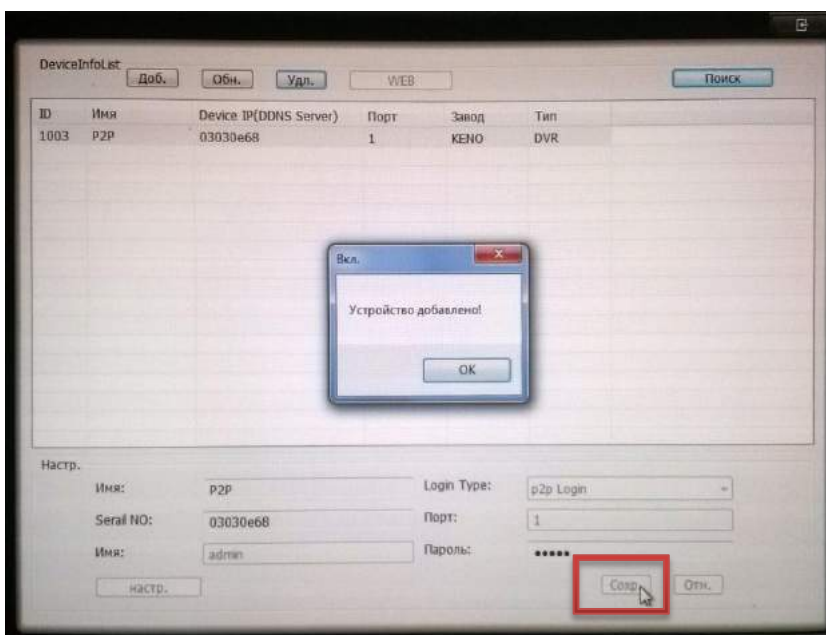 DeviceInfoList
Доб. Обн. Удл. WEB Поиск
ID Имя Device IP(DDNS Server) Порт Завод Тип
1003 P2P 03030e68 1 KENO DVR
Вкл.
Устройство добавлено!
OK
Настр.
Имя: P2P Login Type: p2p Login
Serail NO: 03030e68 Порт: 1
Имя: admin Пароль: •••••
настр. Сохр. Отн.